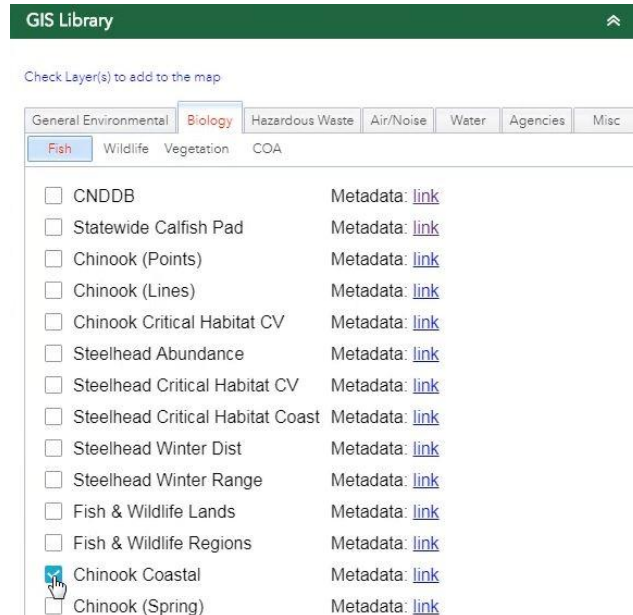 GIS Library
Check Layer(s) to add to the map
General Environmental Biology Hazardous Waste Air/Noise Water Agencies Misc
Fish Wildlife Vegetation COA
CNDDB Metadata: link
Statewide Calfish Pad Metadata: link
Chinook (Points) Metadata: link
Chinook (Lines) Metadata: link
Chinook Critical Habitat CV Metadata: link
Steelhead Abundance Metadata: link
Steelhead Critical Habitat CV Metadata: link
Steelhead Critical Habitat Coast Metadata: link
Steelhead Winter Dist Metadata: link
Steelhead Winter Range Metadata: link
Fish & Wildlife Lands Metadata: link
Fish & Wildlife Regions Metadata: link
Chinook Coastal Metadata: link
Chinook (Spring) Metadata: link